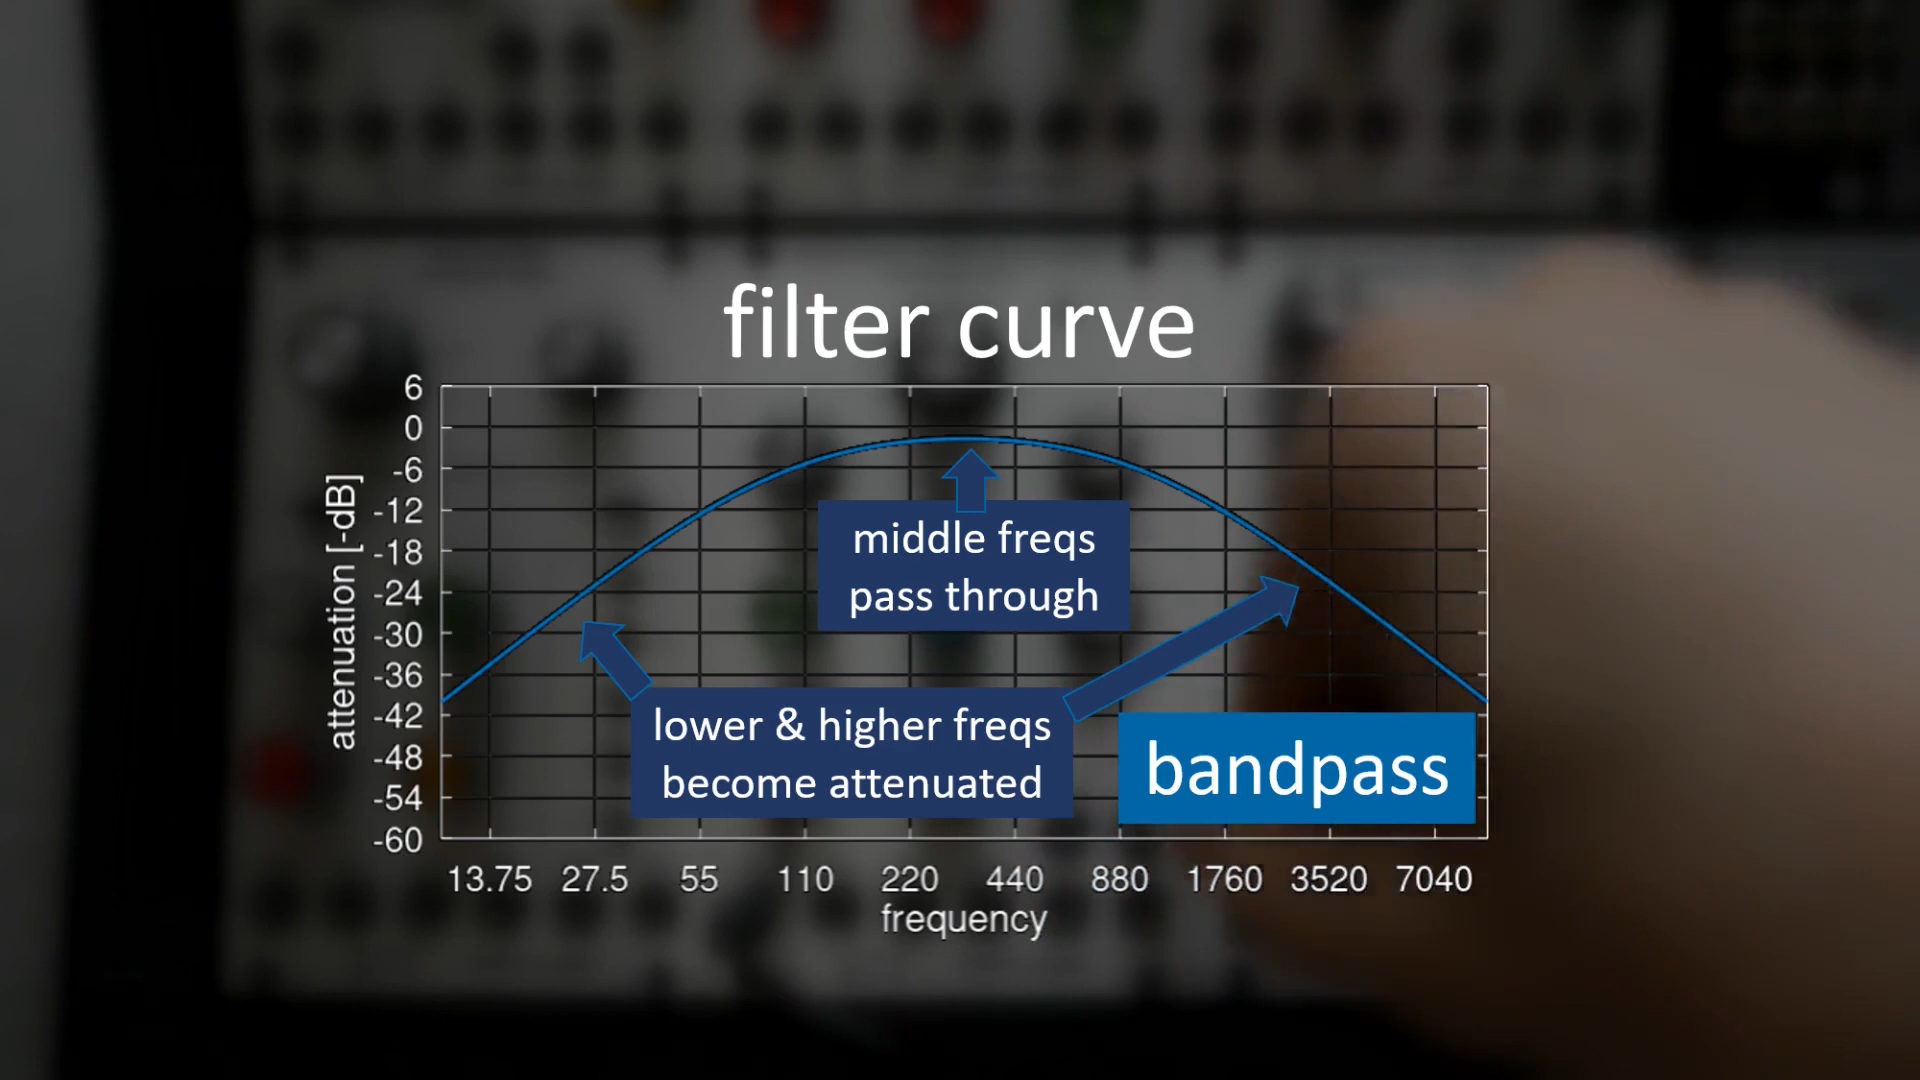 filter curve
6
0
-6
-12
-18
-24
-30
-36
-42
-48
-54
-60
attenuation [-dB]
middle freqs
pass through
lower & higher freqs
become attenuated
bandpass
13.75 27.5 55 110 220 440 880 1760 3520 7040
frequency